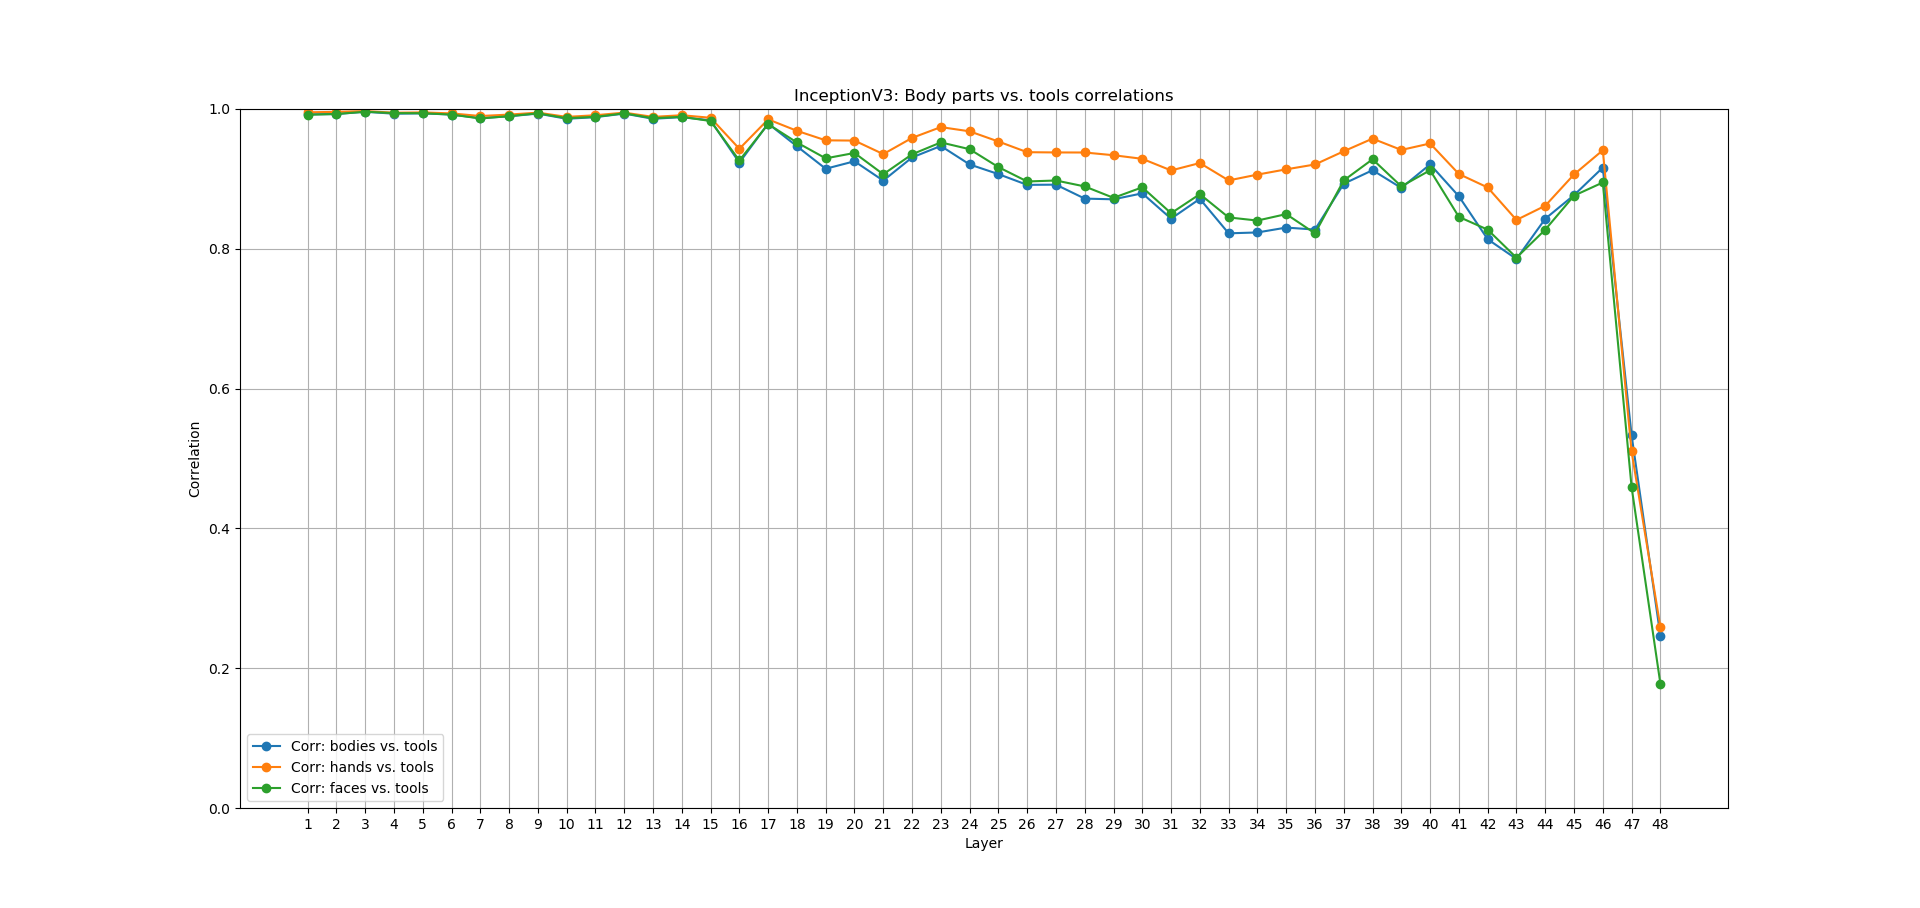 InceptionV3: Body parts vs. tools correlations
1.0
0.8
0.6
0.4
0.2
0.0
Correlation
Corr: bodies vs. tools
Corr: hands vs. tools
Corr: faces vs. tools
1 2 3 4 5 6 7 8 9 10 11 12 13 14 15 16 17 18 19 20 21 22 23 24 25 26 27 28 29 30 31 32 33 34 35 36 37 38 39 40 41 42 43 44 45 46 47 48
Layer